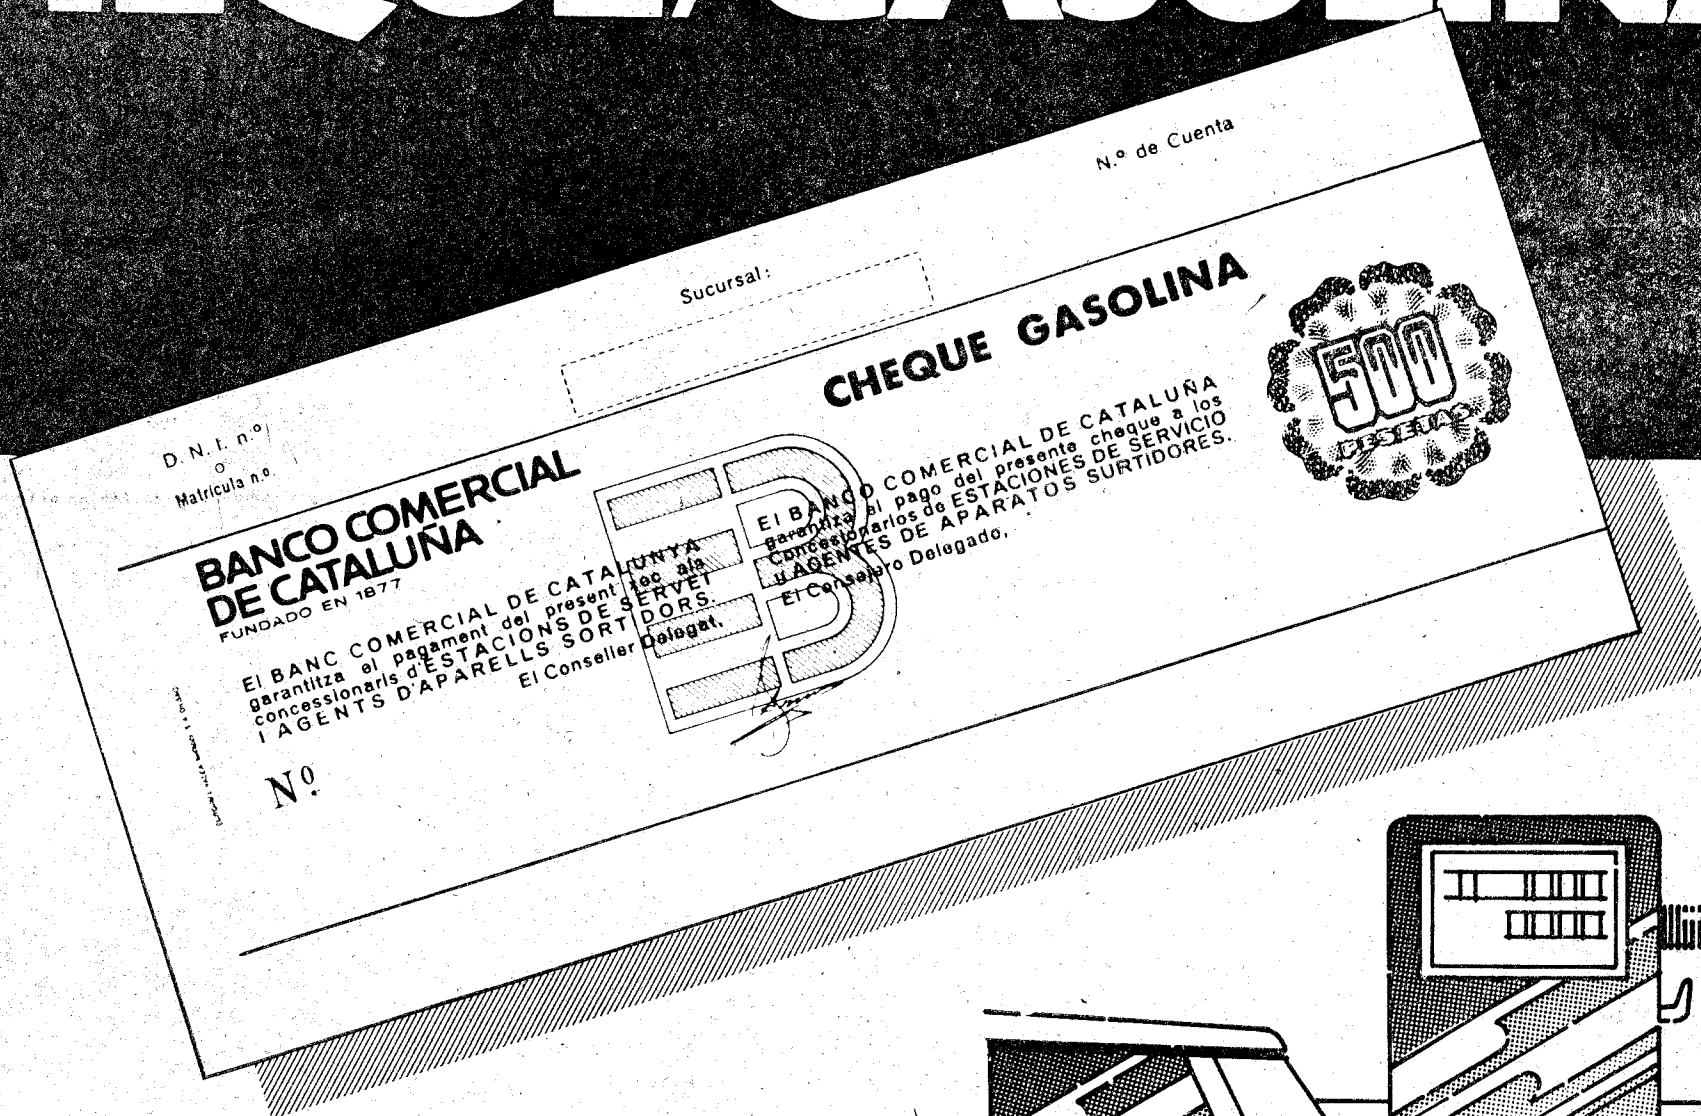 CHEQUE/GASOLINA
N.º de Cuenta
Sucursal:
D. N. I. n.º
o
Matrícula n.º
CHEQUE GASOLINA
500
PESETAS
BANCO COMERCIAL
DE CATALUÑA
FUNDADO EN 1877
El BANC COMERCIAL DE CATALUNYA
garantitza el pagament del present xec als
concessionaris d'ESTACIONS DE SERVEI
I AGENTS D'APARELLS SORTIDORS.
El Conseller Delegat,
El BANCO COMERCIAL DE CATALUÑA
garantiza el pago del presente cheque a los
Concesionarios de ESTACIONES DE SERVICIO
y AGENTES DE APARATOS SURTIDORES.
El Consejero Delegado,
Nº.